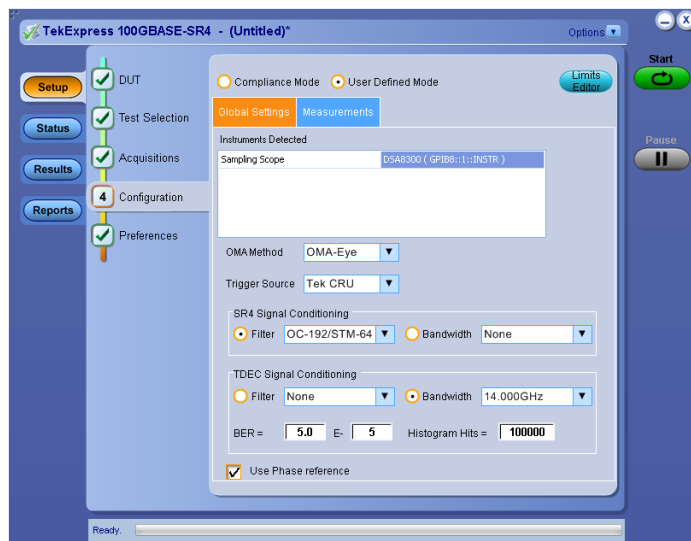 TekExpress 100GBASE-SR4 - (Untitled)*
Options
Start
Pause
Setup
Status
Results
Reports
DUT
Test Selection
Acquisitions
4 Configuration
Preferences
Compliance Mode User Defined Mode
Limits
Editor
Global Settings Measurements
Instruments Detected
Sampling Scope DSA8300 ( GPIB8::1::INSTR )
OMA Method OMA-Eye
Trigger Source Tek CRU
SR4 Signal Conditioning
Filter OC-192/STM-64 Bandwidth None
TDEC Signal Conditioning
Filter None Bandwidth 14.000GHz
BER = 5.0 E- 5 Histogram Hits = 100000
Use Phase reference
Ready.